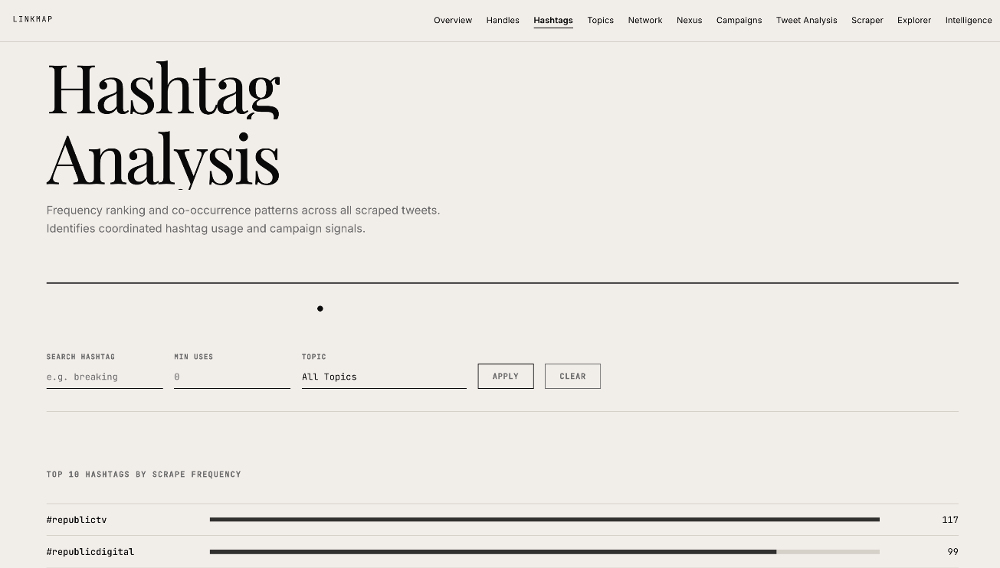 LINKMAP
Overview Handles Hashtags Topics Network Nexus Campaigns Tweet Analysis Scraper Explorer Intelligence
Hashtag
Analysis
Frequency ranking and co-occurrence patterns across all scraped tweets.
Identifies coordinated hashtag usage and campaign signals.
SEARCH HASHTAG MIN USES TOPIC
e.g. breaking 0 All Topics APPLY CLEAR
TOP 10 HASHTAGS BY SCRAPE FREQUENCY
#republictv 117
#republicdigital 99